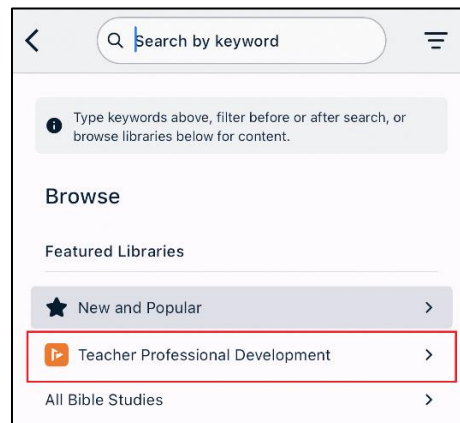 Search by keyword
Type keywords above, filter before or after search, or
browse libraries below for content.
Browse
Featured Libraries
New and Popular
Teacher Professional Development
All Bible Studies